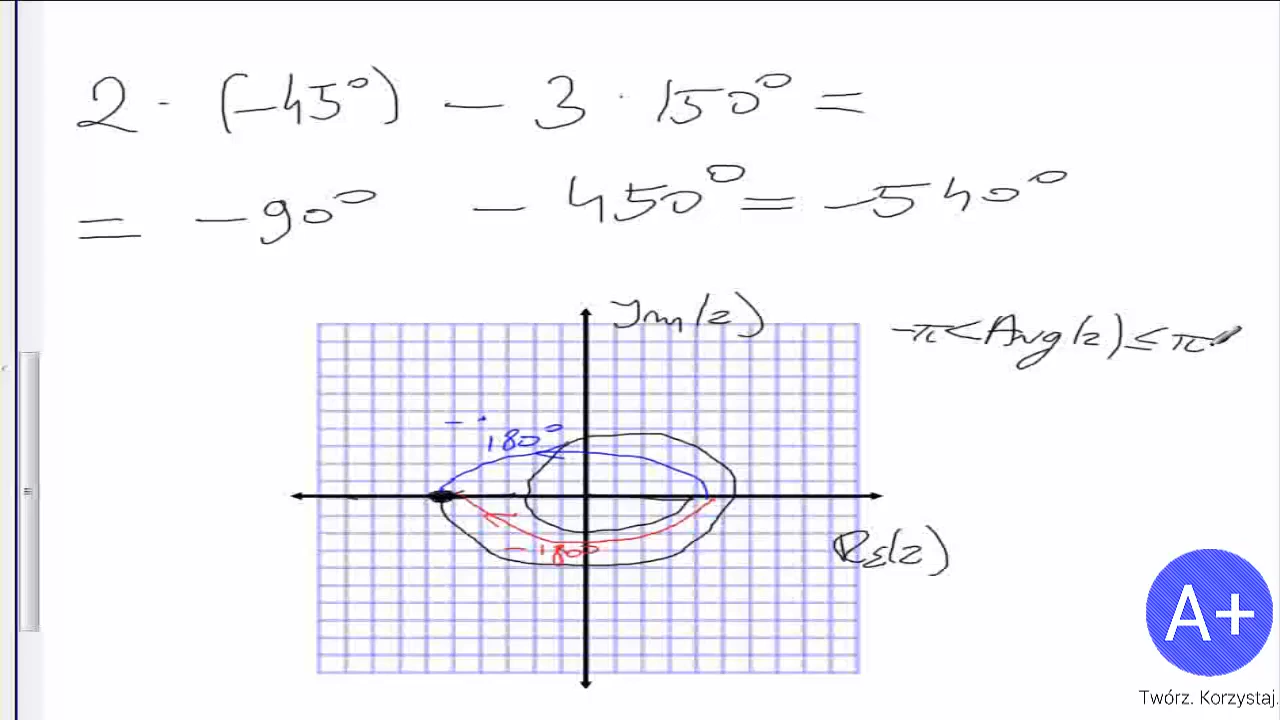 2 · (-45°) - 3 · 150° =
= -90° - 450° = -540°
Im(z)
-π < Arg(z) ≤ π
- 180°
- 180°
Re(z)
A+
Twórz. Korzystaj.